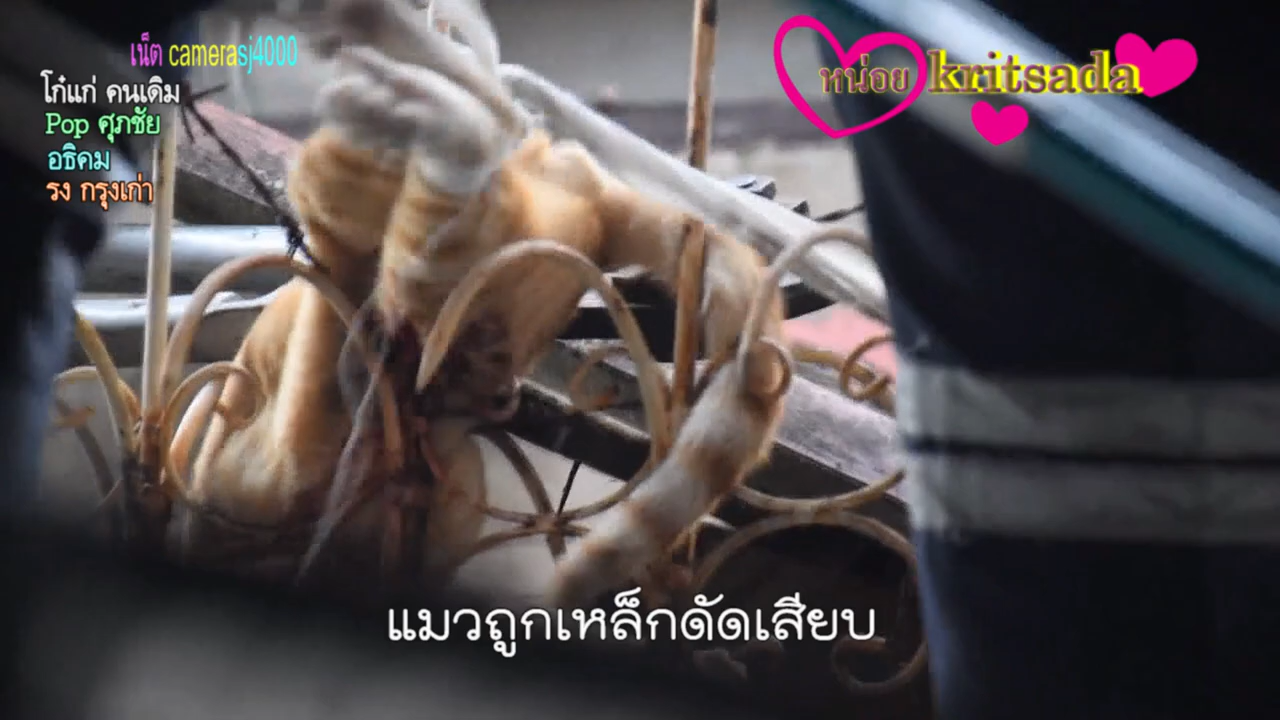 เน็ต camerasj4000
โก๋แก่ คนเดิม
Pop ศุภชัย
อธิคม
รง กรุงเก่า
หน่อย kritsada
แมวถูกเหล็กดัดเสียบ